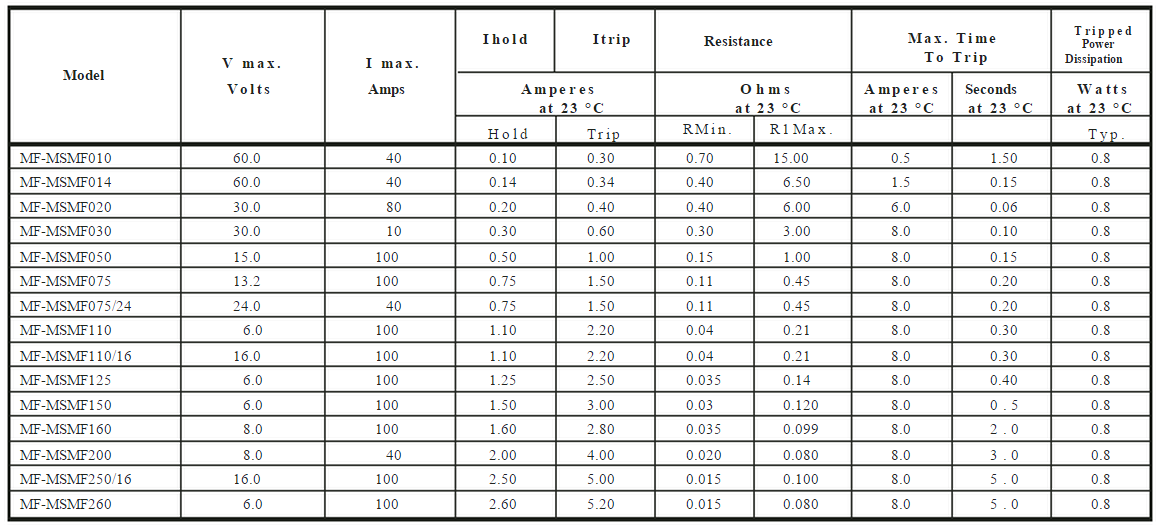 Model V max. Volts I max. Amps Ihold Itrip Resistance Max. Time To Trip Tripped Power Dissipation
Amperes at 23 °C Ohms at 23 °C Amperes at 23 °C Seconds at 23 °C Watts at 23 °C
Hold Trip RMin. R1Max. Typ.
MF-MSMF010 60.0 40 0.10 0.30 0.70 15.00 0.5 1.50 0.8
MF-MSMF014 60.0 40 0.14 0.34 0.40 6.50 1.5 0.15 0.8
MF-MSMF020 30.0 80 0.20 0.40 0.40 6.00 6.0 0.06 0.8
MF-MSMF030 30.0 10 0.30 0.60 0.30 3.00 8.0 0.10 0.8
MF-MSMF050 15.0 100 0.50 1.00 0.15 1.00 8.0 0.15 0.8
MF-MSMF075 13.2 100 0.75 1.50 0.11 0.45 8.0 0.20 0.8
MF-MSMF075/24 24.0 40 0.75 1.50 0.11 0.45 8.0 0.20 0.8
MF-MSMF110 6.0 100 1.10 2.20 0.04 0.21 8.0 0.30 0.8
MF-MSMF110/16 16.0 100 1.10 2.20 0.04 0.21 8.0 0.30 0.8
MF-MSMF125 6.0 100 1.25 2.50 0.035 0.14 8.0 0.40 0.8
MF-MSMF150 6.0 100 1.50 3.00 0.03 0.120 8.0 0.5 0.8
MF-MSMF160 8.0 100 1.60 2.80 0.035 0.099 8.0 2.0 0.8
MF-MSMF200 8.0 40 2.00 4.00 0.020 0.080 8.0 3.0 0.8
MF-MSMF250/16 16.0 100 2.50 5.00 0.015 0.100 8.0 5.0 0.8
MF-MSMF260 6.0 100 2.60 5.20 0.015 0.080 8.0 5.0 0.8